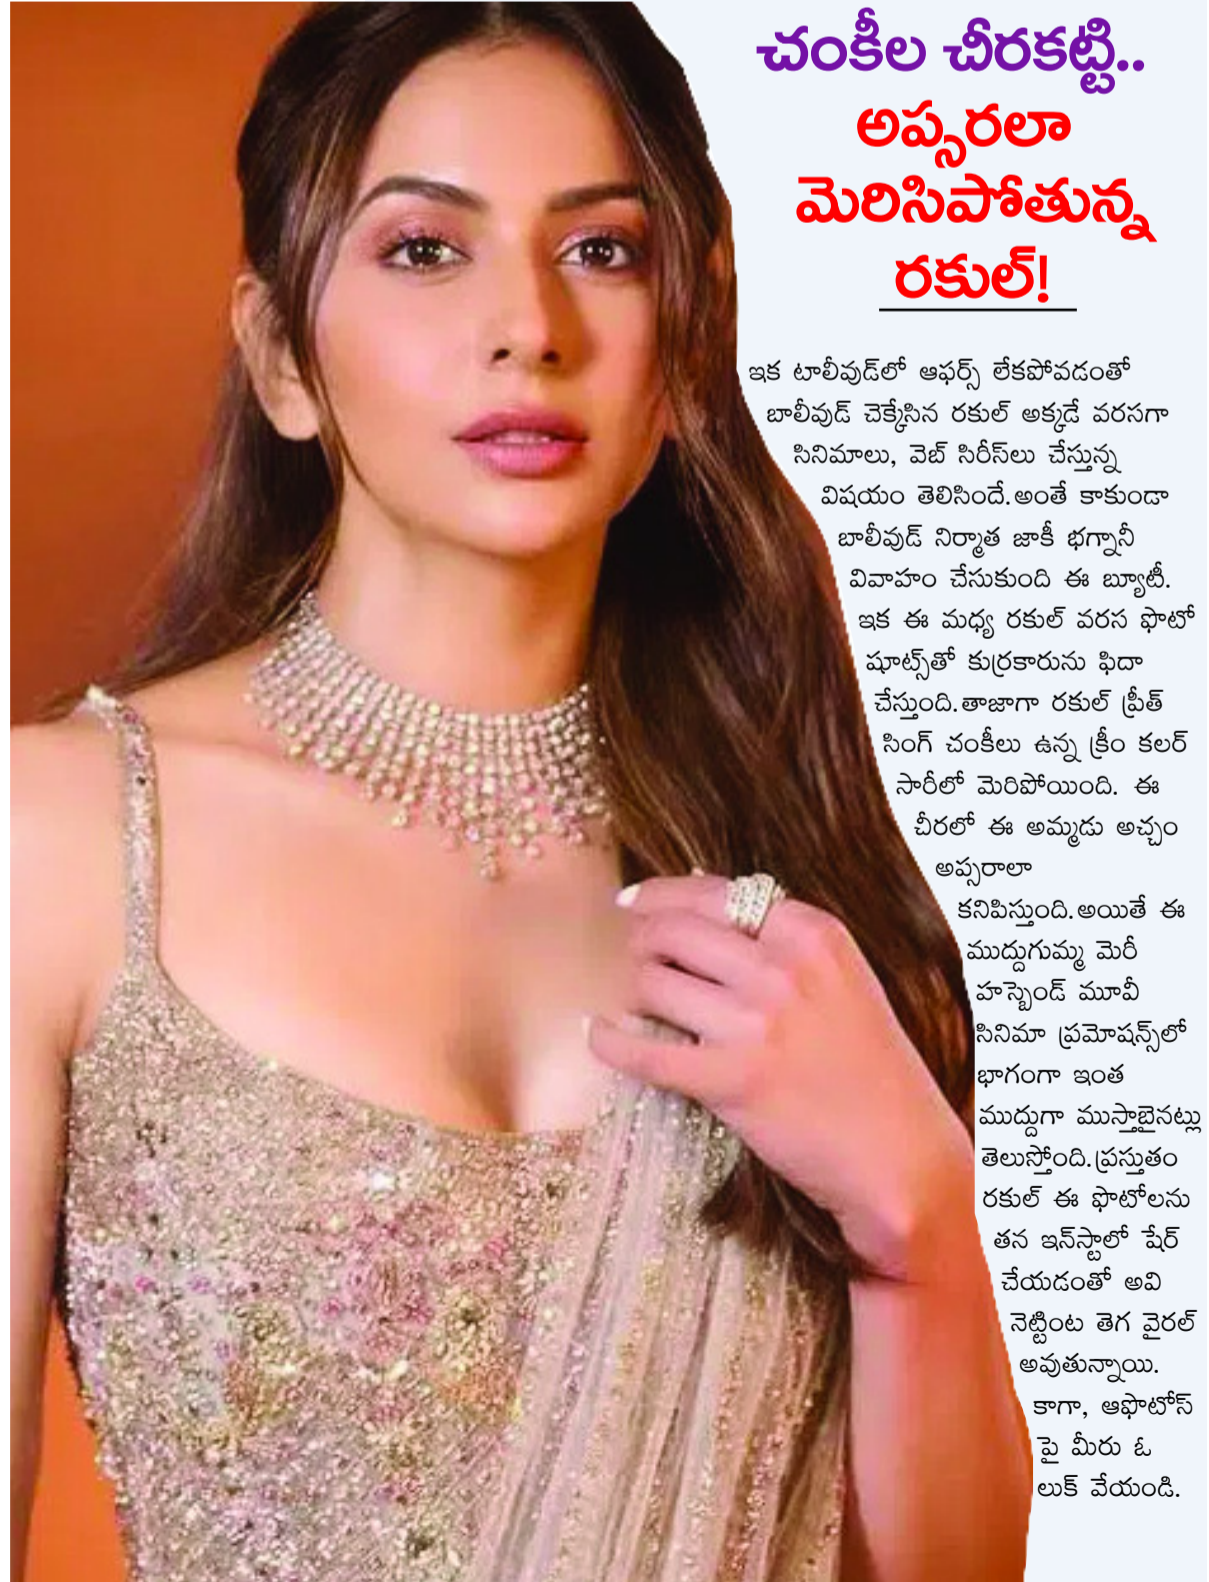 చంకీల చీరకట్టి..
అప్సరలా
మెరిసిపోతున్న
రకుల్!
ఇక టాలీవుడ్‌లో ఆఫర్స్ లేకపోవడంతో
బాలీవుడ్ చెక్కేసిన రకుల్ అక్కడే వరసగా
సినిమాలు, వెబ్ సిరీస్‌లు చేస్తున్న
విషయం తెలిసిందే.అంతే కాకుండా
బాలీవుడ్ నిర్మాత జాకీ భగ్నానీ
వివాహం చేసుకుంది ఈ బ్యూటీ.
ఇక ఈ మధ్య రకుల్ వరస ఫొటో
షూట్స్‌తో కుర్రకారును ఫిదా
చేస్తుంది.తాజాగా రకుల్ ప్రీత్
సింగ్ చంకీలు ఉన్న క్రీం కలర్
సారీలో మెరిపోయింది. ఈ
చీరలో ఈ అమ్మడు అచ్చం
అప్సరాలా
కనిపిస్తుంది.అయితే ఈ
ముద్దుగుమ్మ మెరీ
హస్బెండ్ మూవీ
సినిమా ప్రమోషన్స్‌లో
భాగంగా ఇంత
ముద్దుగా ముస్తాబైనట్లు
తెలుస్తోంది.ప్రస్తుతం
రకుల్ ఈ ఫొటోలను
తన ఇన్‌స్టాలో షేర్
చేయడంతో అవి
నెట్టింట తెగ వైరల్
అవుతున్నాయి.
కాగా, ఆఫొటోస్
పై మీరు ఓ
లుక్ వేయండి.